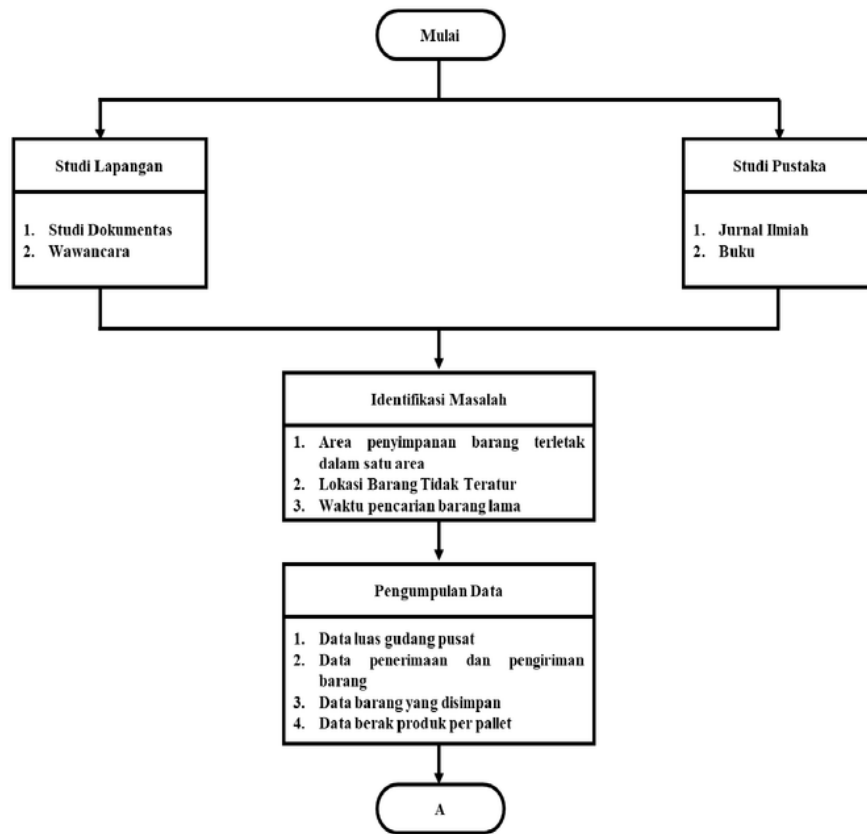 Mulai
Studi Lapangan
1. Studi Dokumentas
2. Wawancara
Studi Pustaka
1. Jurnal Ilmiah
2. Buku
Identifikasi Masalah
1. Area penyimpanan barang terletak
dalam satu area
2. Lokasi Barang Tidak Teratur
3. Waktu pencarian barang lama
Pengumpulan Data
1. Data luas gudang pusat
2. Data penerimaan dan pengiriman
barang
3. Data barang yang disimpan
4. Data berak produk per pallet
A